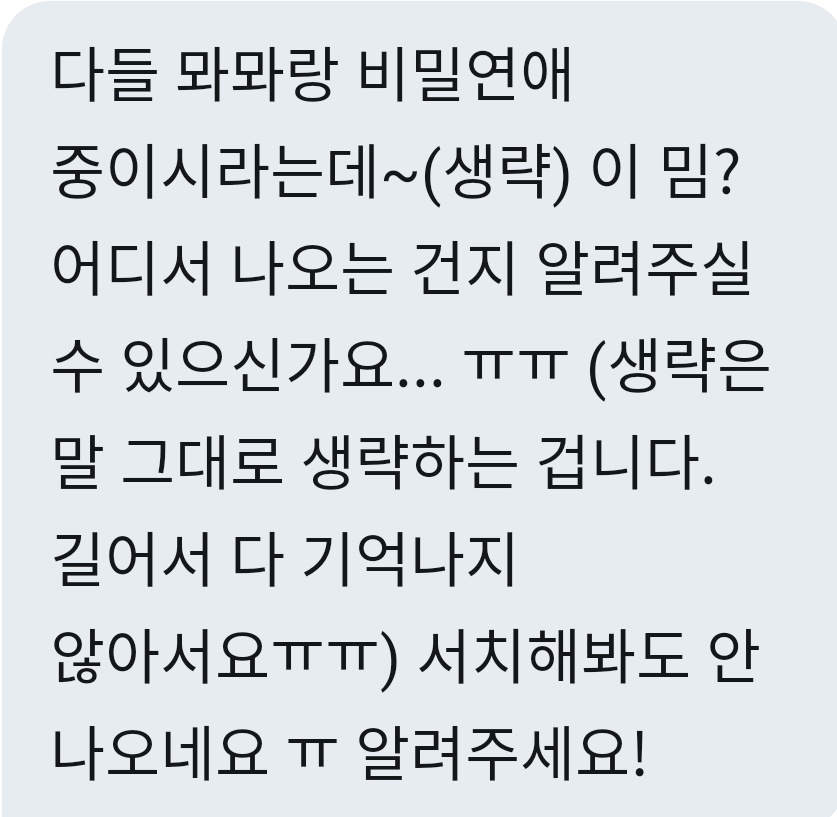 다들 뫄뫄랑 비밀연애
중이시라는데~(생략) 이 밈?
어디서 나오는 건지 알려주실
수 있으신가요... ㅠㅠ (생략은
말 그대로 생략하는 겁니다.
길어서 다 기억나지
않아서요ㅠㅠ) 서치해봐도 안
나오네요 ㅠ 알려주세요!